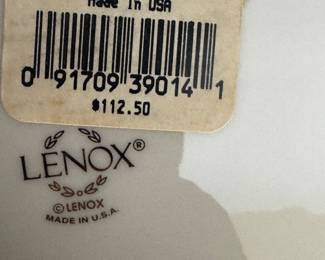 Made In USA
0 91709 39014 1
$112.50
LENOX®
© LENOX
MADE IN U.S.A.